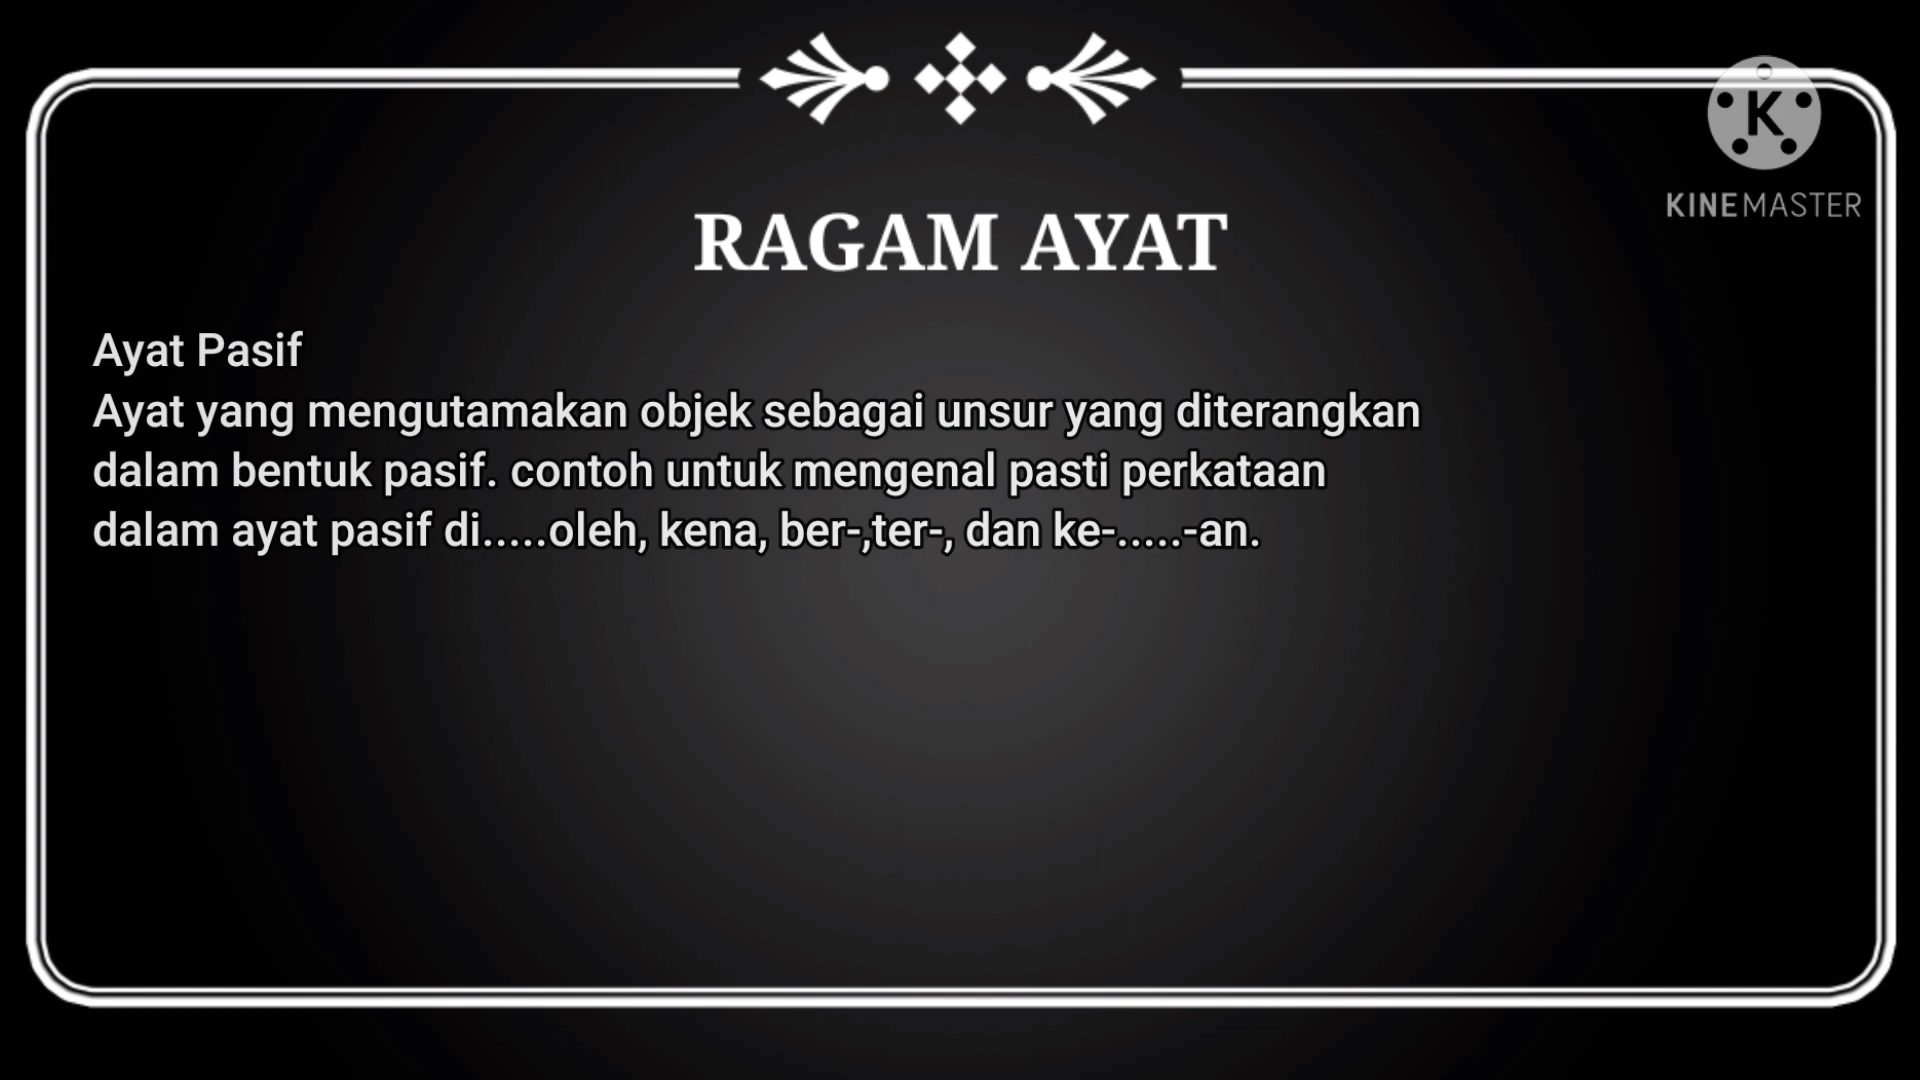 K
KINEMASTER
RAGAM AYAT
Ayat Pasif
Ayat yang mengutamakan objek sebagai unsur yang diterangkan
dalam bentuk pasif. contoh untuk mengenal pasti perkataan
dalam ayat pasif di.....oleh, kena, ber-,ter-, dan ke-.....-an.